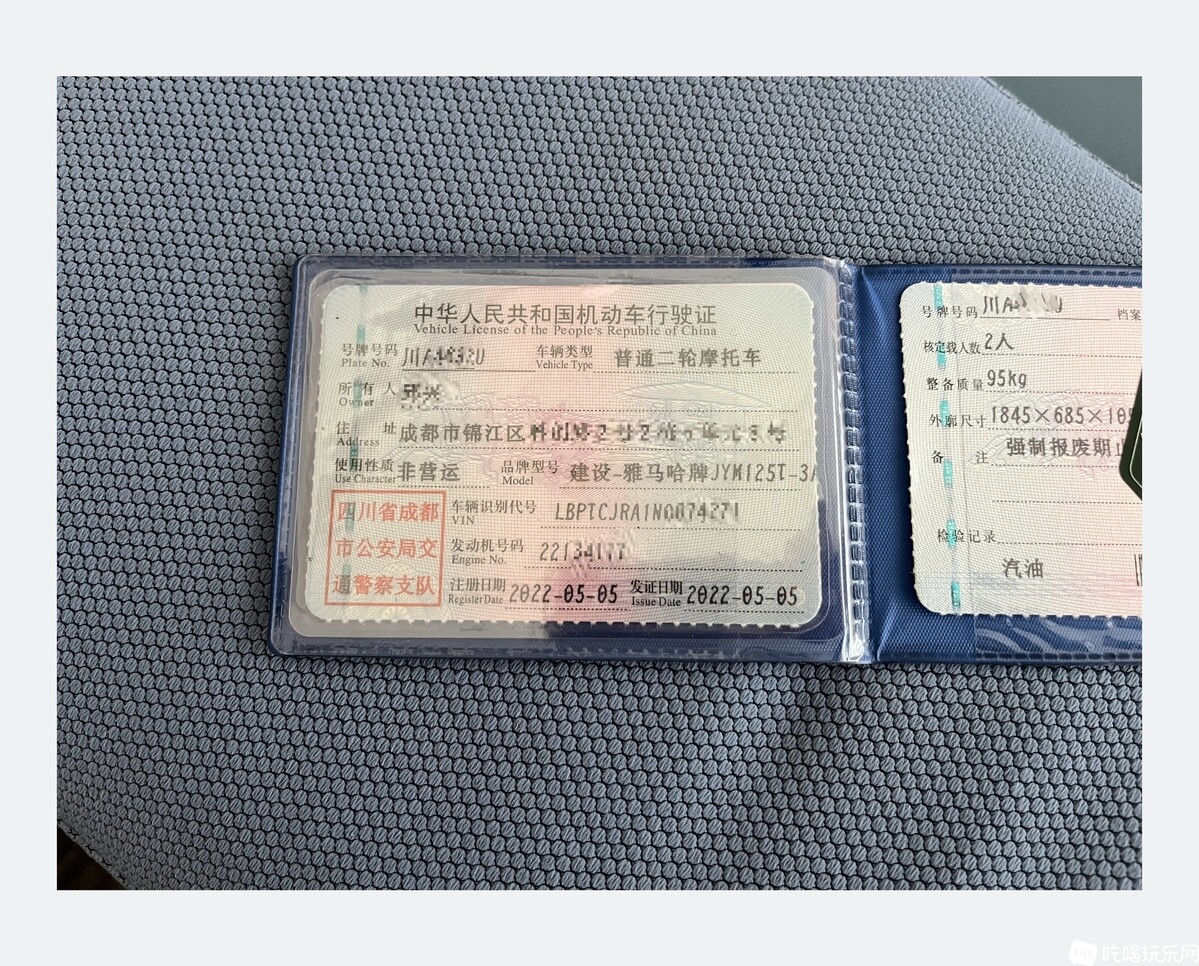 中华人民共和国机动车行驶证
Vehicle License of the People's Republic of China
号牌号码 川A 车辆类型 普通二轮摩托车
Plate No. Vehicle Type
所有人
Owner
住址 成都市锦江区
Address
使用性质 非营运 品牌型号 建设-雅马哈牌JYM125T-3
Use Character Model
四川省成都
市公安局交
通警察支队
车辆识别代号
VIN
发动机号码
Engine No.
注册日期 2022-05-05 发证日期 2022-05-05
Register Date Issue Date
号牌号码 川A 档案
核定载人数 2人
整备质量 95kg
外廓尺寸 1845×685×1
备注 强制报废期
检验记录
汽油
吃喝玩乐网